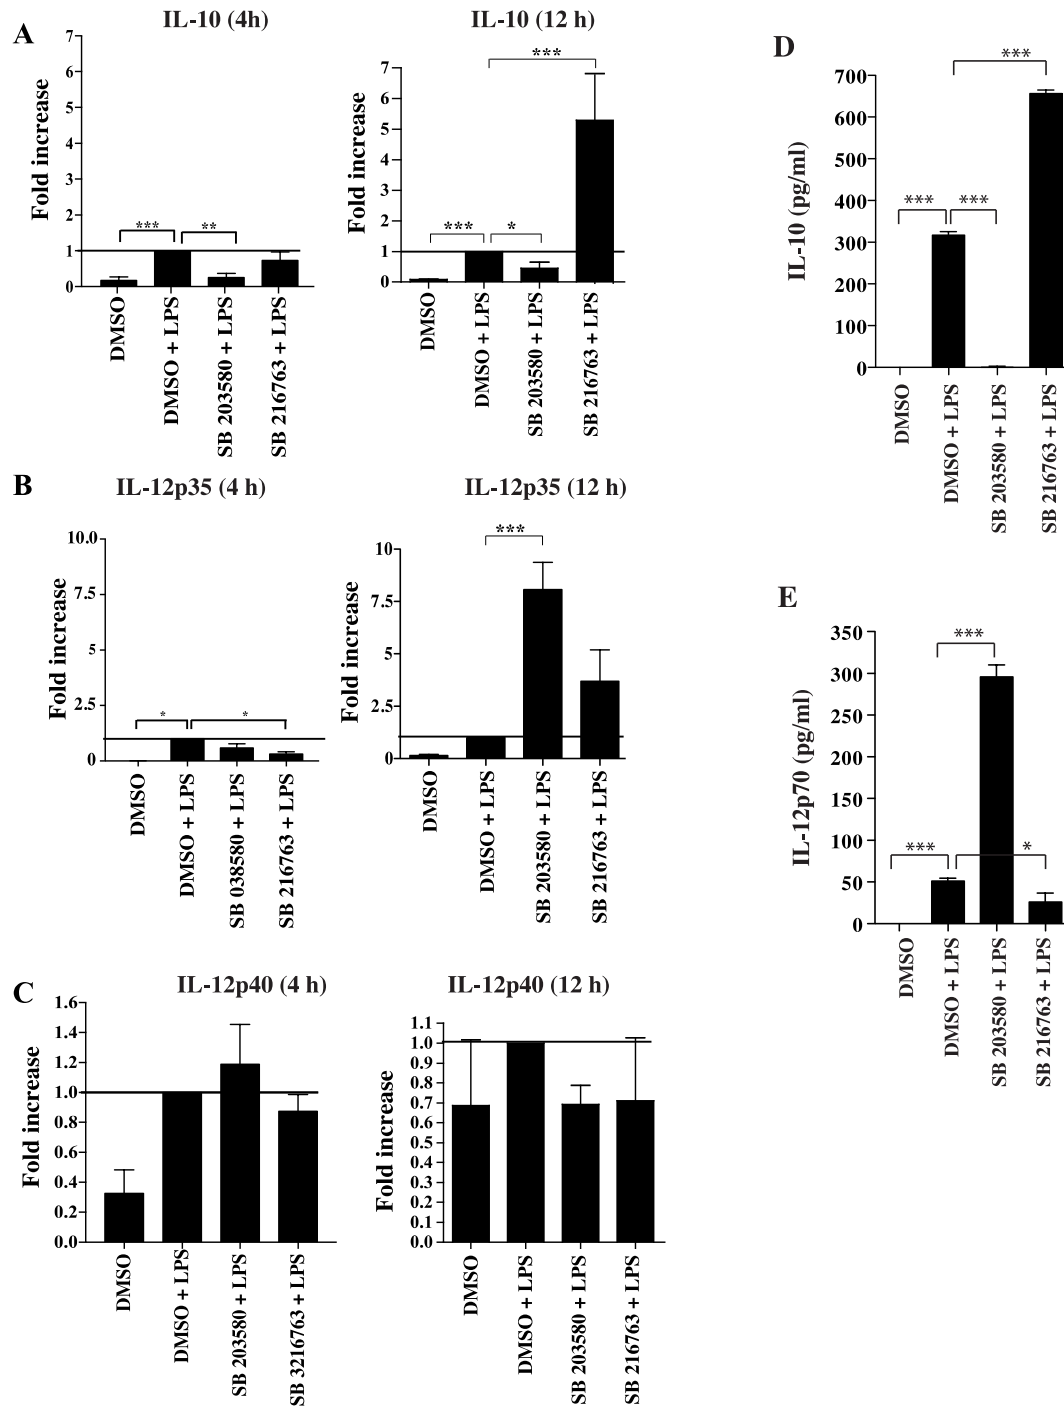 A
IL-10 (4h)
Fold increase
7
6
5
4
3
2
1
0
***
**
DMSO
DMSO + LPS
SB 203580 + LPS
SB 216763 + LPS
IL-10 (12 h)
Fold increase
7
6
5
4
3
2
1
0
***
***
*
DMSO
DMSO + LPS
SB 203580 + LPS
SB 216763 + LPS
B
IL-12p35 (4 h)
Fold increase
10.0
7.5
5
2.5
0
*
*
DMSO
DMSO + LPS
SB 038580 + LPS
SB 216763 + LPS
IL-12p35 (12 h)
Fold increase
10
7.5
5
2.5
0
***
DMSO
DMSO + LPS
SB 203580 + LPS
SB 216763 + LPS
C
IL-12p40 (4 h)
Fold increase
1.6
1.4
1.2
1.0
0.8
0.6
0.4
0.2
0.0
DMSO
DMSO + LPS
SB 203580 + LPS
SB 3216763 + LPS
IL-12p40 (12 h)
Fold increase
1.1
1.0
0.9
0.8
0.7
0.6
0.5
0.4
0.3
0.2
0.1
0.0
DMSO
DMSO + LPS
SB 203580 + LPS
SB 216763 + LPS
D
IL-10 (pg/ml)
700
600
500
400
300
200
100
0
***
***
***
DMSO
DMSO + LPS
SB 203580 + LPS
SB 216763 + LPS
E
IL-12p70 (pg/ml)
350
300
250
200
150
100
50
0
***
***
*
DMSO
DMSO + LPS
SB 203580 + LPS
SB 216763 + LPS